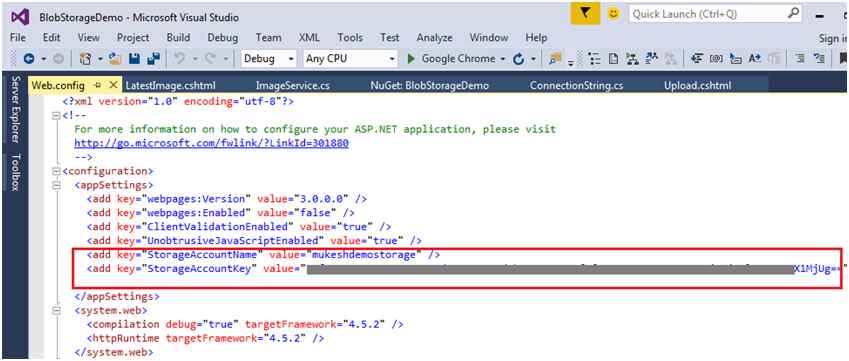 BlobStorageDemo - Microsoft Visual Studio
Quick Launch (Ctrl+Q)
File Edit View Project Build Debug Team XML Tools Test Analyze Window Help
Sign in
Debug Any CPU Google Chrome
Web.config LatestImage.cshtml ImageService.cs NuGet: BlobStorageDemo ConnectionString.cs Upload.cshtml
Server Explorer
Toolbox
<?xml version="1.0" encoding="utf-8"?>
<!--
For more information on how to configure your ASP.NET application, please visit
http://go.microsoft.com/fwlink/?LinkId=301880
-->
<configuration>
<appSettings>
<add key="webpages:Version" value="3.0.0.0" />
<add key="webpages:Enabled" value="false" />
<add key="ClientValidationEnabled" value="true" />
<add key="UnobtrusiveJavaScriptEnabled" value="true" />
<add key="StorageAccountName" value="mukeshdemostorage" />
<add key="StorageAccountKey" value=" X1MjUg=="
</appSettings>
<system.web>
<compilation debug="true" targetFramework="4.5.2" />
<httpRuntime targetFramework="4.5.2" />
</system.web>